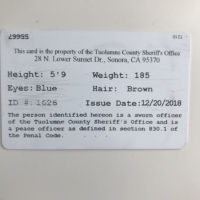 £9955
This card is the property of the Tuolumne County Sheriff's Office
28 N. Lower Sunset Dr., Sonora, CA 95370
Height: 5'9 Weight: 185
Eyes: Blue Hair: Brown
ID #: 1626 Issue Date: 12/20/2018
The person identified hereon is a sworn officer
of the Tuolumne County Sheriff's Office and is
a peace officer as defined in section 830.1 of
the Penal Code.